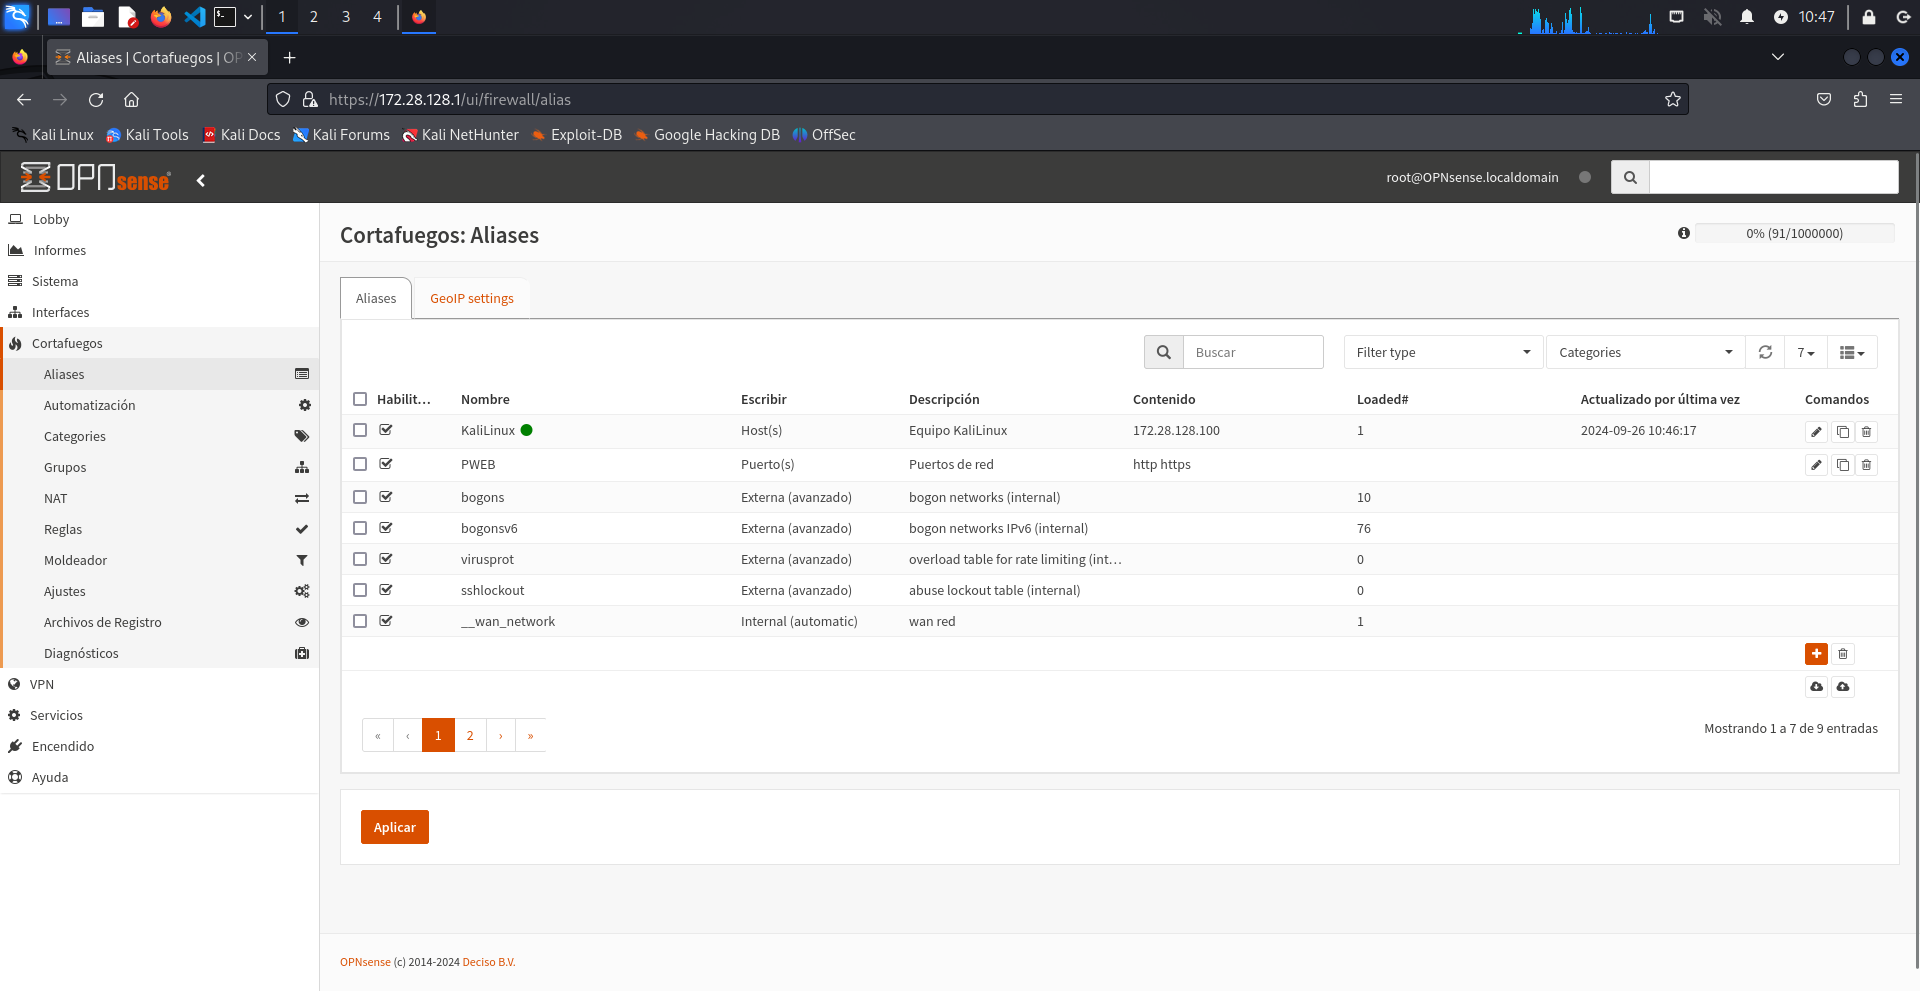 1 2 3 4 10:47
Aliases | Cortafuegos | OP
https://172.28.128.1/ui/firewall/alias
Kali Linux Kali Tools Kali Docs Kali Forums Kali NetHunter Exploit-DB Google Hacking DB OffSec
OPNsense root@OPNsense.localdomain
Lobby
Informes
Sistema
Interfaces
Cortafuegos
Aliases
Automatización
Categories
Grupos
NAT
Reglas
Moldeador
Ajustes
Archivos de Registro
Diagnósticos
VPN
Servicios
Encendido
Ayuda
Cortafuegos: Aliases
0% (91/1000000)
Aliases GeoIP settings
Buscar Filter type Categories 7
Habilit… Nombre Escribir Descripción Contenido Loaded# Actualizado por última vez Comandos
KaliLinux Host(s) Equipo KaliLinux 172.28.128.100 1 2024-09-26 10:46:17
PWEB Puerto(s) Puertos de red http https
bogons Externa (avanzado) bogon networks (internal) 10
bogonsv6 Externa (avanzado) bogon networks IPv6 (internal) 76
virusprot Externa (avanzado) overload table for rate limiting (int… 0
sshlockout Externa (avanzado) abuse lockout table (internal) 0
__wan_network Internal (automatic) wan red 1
« ‹ 1 2 › »
Mostrando 1 a 7 de 9 entradas
Aplicar
OPNsense (c) 2014-2024 Deciso B.V.